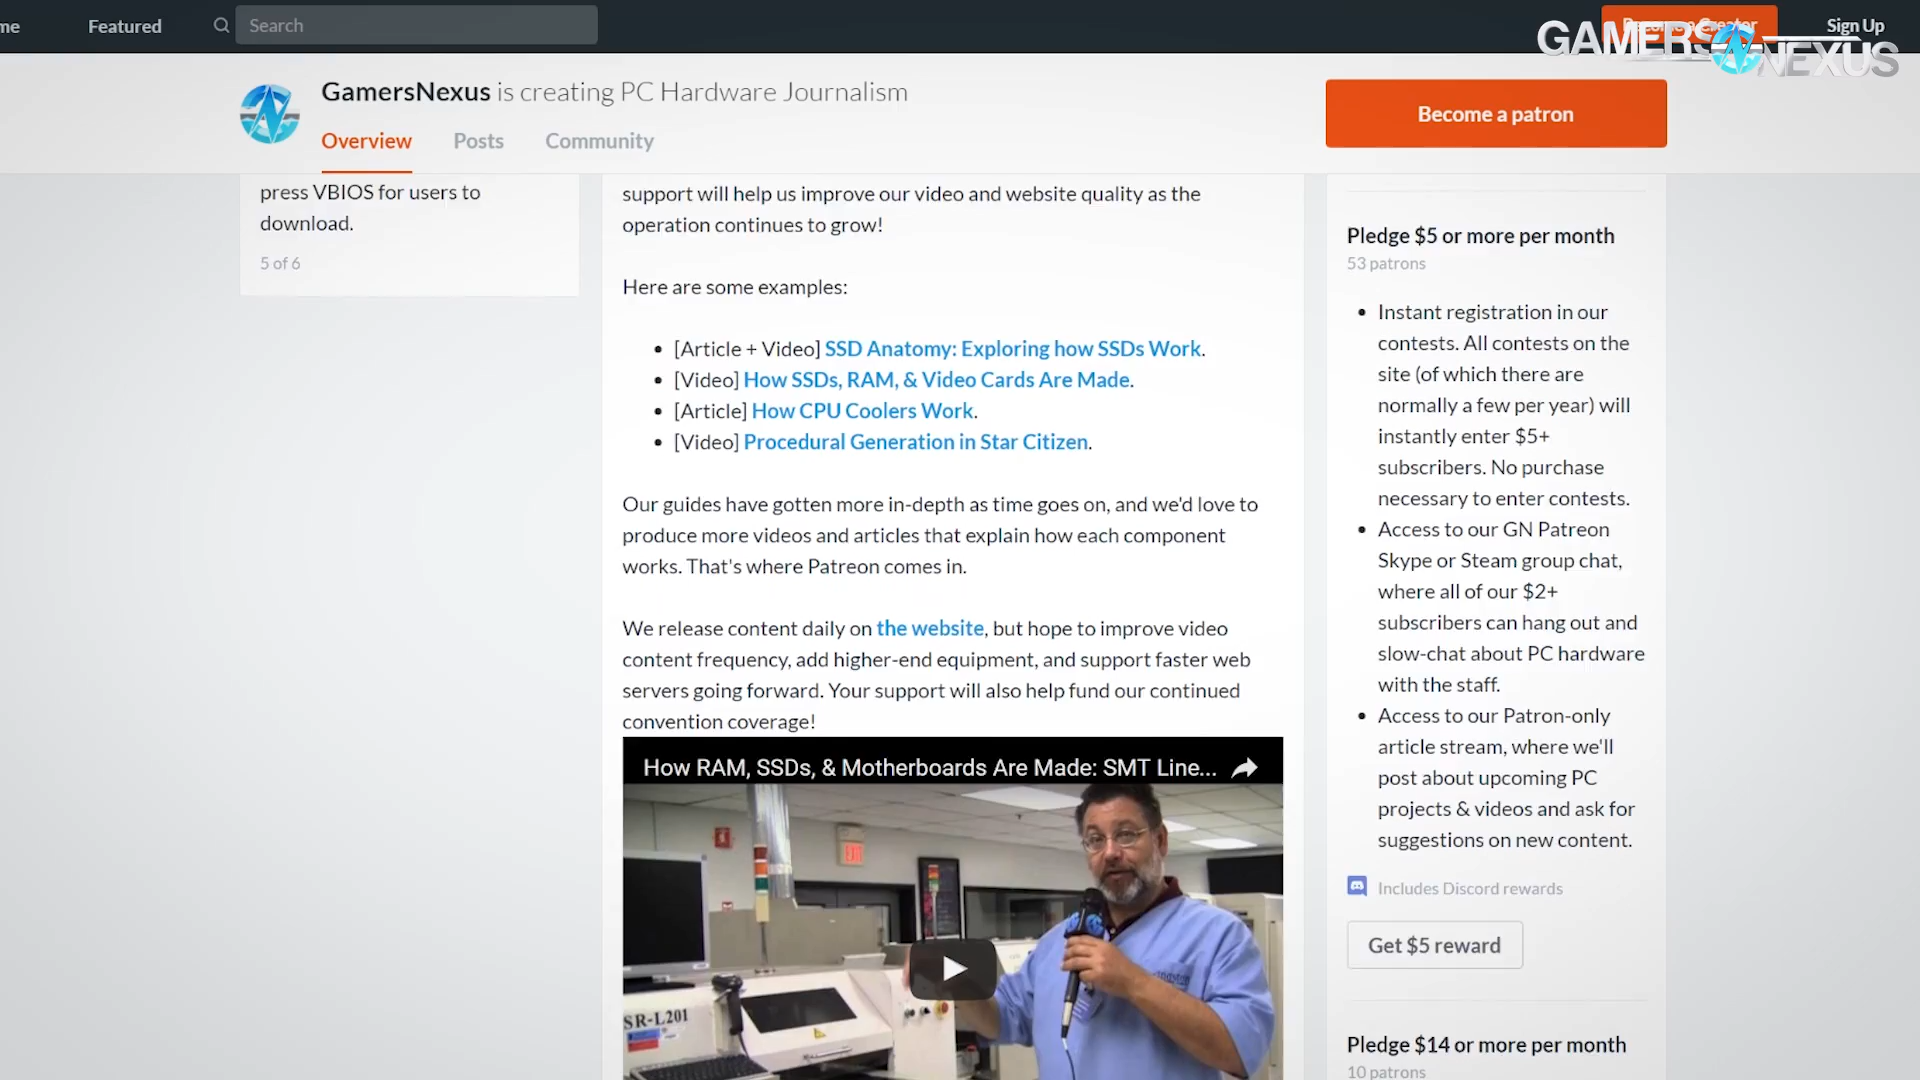 me
Featured
Search
Become a Creator
Sign Up
GAMERS NEXUS
GamersNexus is creating PC Hardware Journalism
Become a patron
Overview
Posts
Community
press VBIOS for users to
download.
5 of 6
support will help us improve our video and website quality as the
operation continues to grow!
Here are some examples:
[Article + Video] SSD Anatomy: Exploring how SSDs Work.
[Video] How SSDs, RAM, & Video Cards Are Made.
[Article] How CPU Coolers Work.
[Video] Procedural Generation in Star Citizen.
Our guides have gotten more in-depth as time goes on, and we'd love to
produce more videos and articles that explain how each component
works. That's where Patreon comes in.
We release content daily on the website, but hope to improve video
content frequency, add higher-end equipment, and support faster web
servers going forward. Your support will also help fund our continued
convention coverage!
How RAM, SSDs, & Motherboards Are Made: SMT Line...
EXIT
SR-L201
Pledge $5 or more per month
53 patrons
Instant registration in our
contests. All contests on the
site (of which there are
normally a few per year) will
instantly enter $5+
subscribers. No purchase
necessary to enter contests.
Access to our GN Patreon
Skype or Steam group chat,
where all of our $2+
subscribers can hang out and
slow-chat about PC hardware
with the staff.
Access to our Patron-only
article stream, where we'll
post about upcoming PC
projects & videos and ask for
suggestions on new content.
Includes Discord rewards
Get $5 reward
Pledge $14 or more per month
10 patrons